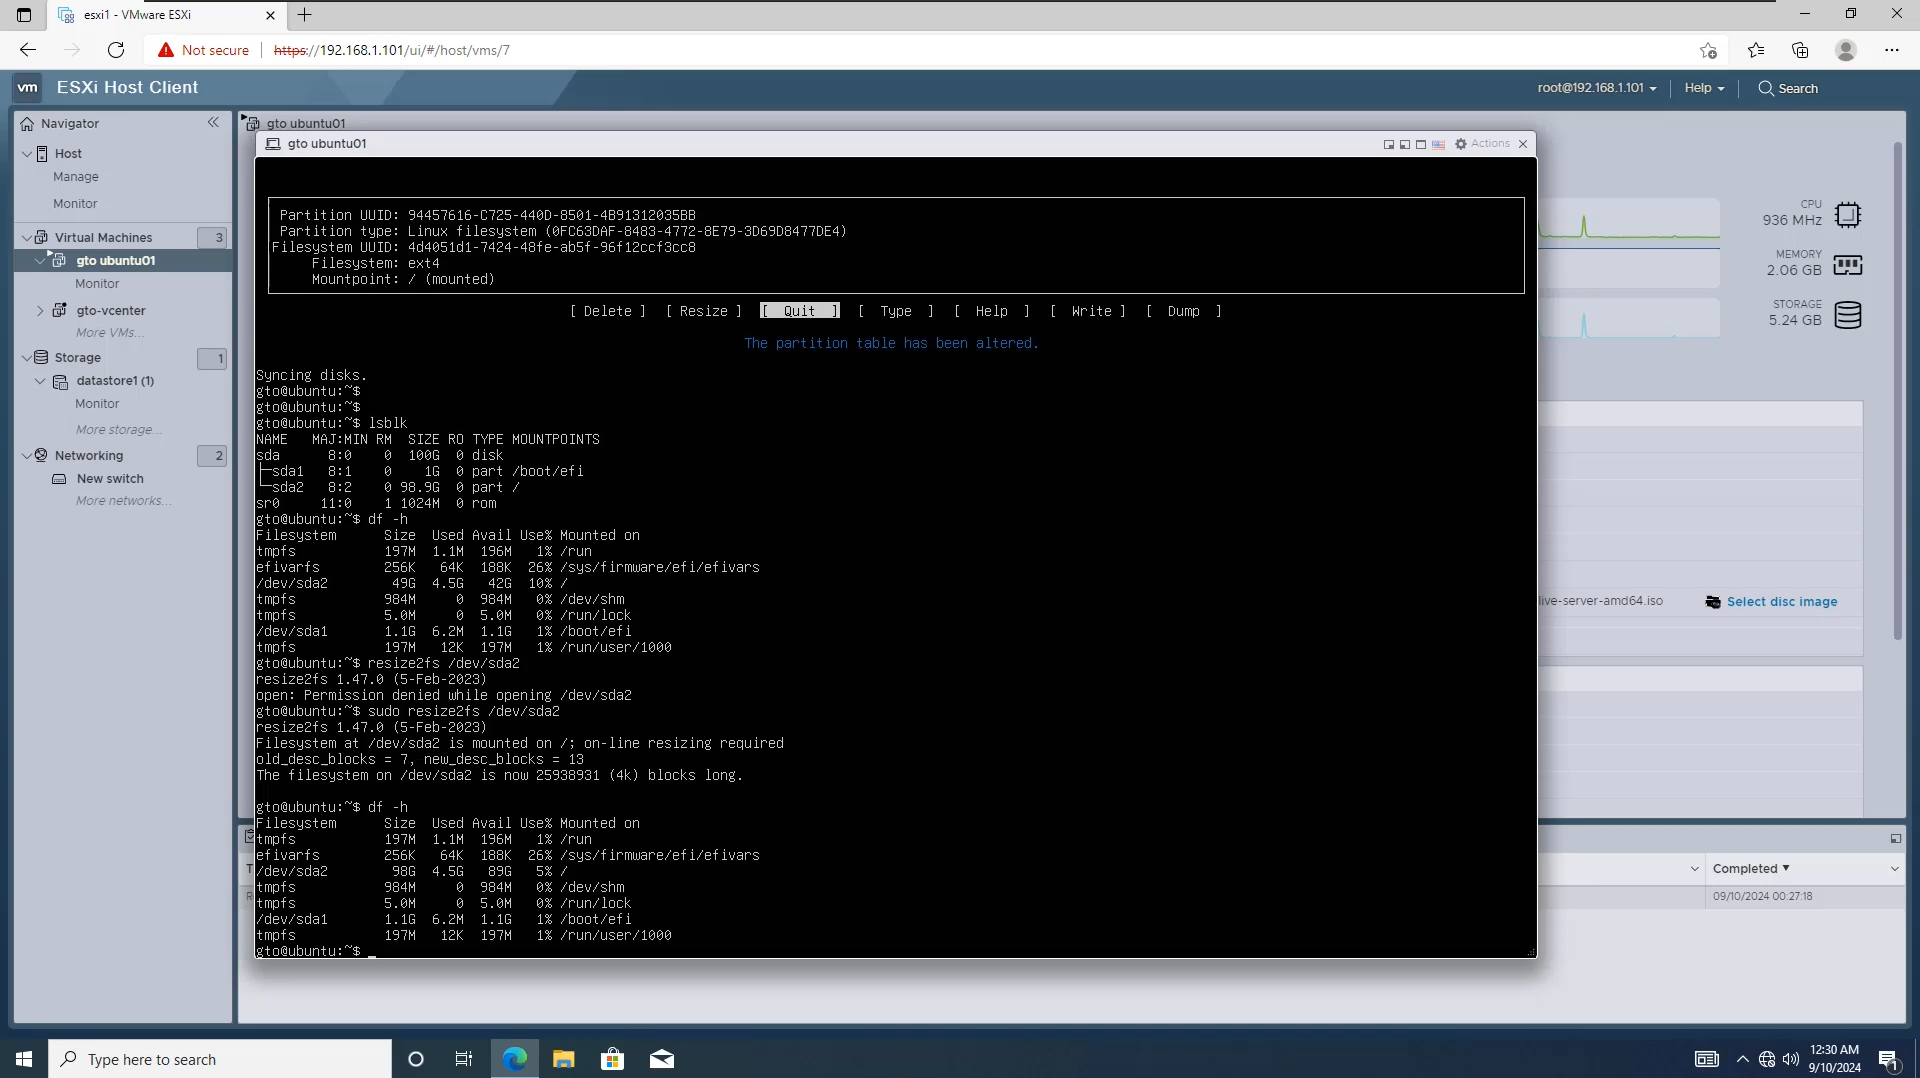 esxi1 - VMware ESXi
Not secure
https://192.168.1.101/ui/#/host/vms/7
vm ESXi Host Client
root@192.168.1.101
Help
Search
Navigator
Host
Manage
Monitor
Virtual Machines 3
gto ubuntu01
Monitor
gto-vcenter
More VMs...
Storage 1
datastore1 (1)
Monitor
More storage...
Networking 2
New switch
More networks...
gto ubuntu01
gto ubuntu01
Actions
Partition UUID: 94457616-C725-440D-8501-4B91312035BB
Partition type: Linux filesystem (0FC63DAF-8483-4772-8E79-3D69D8477DE4)
Filesystem UUID: 4d4051d1-7424-48fe-ab5f-96f12ccf3cc8
Filesystem: ext4
Mountpoint: / (mounted)
[ Delete ] [ Resize ] [ Quit ] [ Type ] [ Help ] [ Write ] [ Dump ]
The partition table has been altered.
Syncing disks.
gto@ubuntu:~$
gto@ubuntu:~$
gto@ubuntu:~$ lsblk
NAME MAJ:MIN RM SIZE RO TYPE MOUNTPOINTS
sda 8:0 0 100G 0 disk
├─sda1 8:1 0 1G 0 part /boot/efi
└─sda2 8:2 0 98.9G 0 part /
sr0 11:0 1 1024M 0 rom
gto@ubuntu:~$ df -h
Filesystem Size Used Avail Use% Mounted on
tmpfs 197M 1.1M 196M 1% /run
efivarfs 256K 64K 188K 26% /sys/firmware/efi/efivars
/dev/sda2 49G 4.5G 42G 10% /
tmpfs 984M 0 984M 0% /dev/shm
tmpfs 5.0M 0 5.0M 0% /run/lock
/dev/sda1 1.1G 6.2M 1.1G 1% /boot/efi
tmpfs 197M 12K 197M 1% /run/user/1000
gto@ubuntu:~$ resize2fs /dev/sda2
resize2fs 1.47.0 (5-Feb-2023)
open: Permission denied while opening /dev/sda2
gto@ubuntu:~$ sudo resize2fs /dev/sda2
resize2fs 1.47.0 (5-Feb-2023)
Filesystem at /dev/sda2 is mounted on /; on-line resizing required
old_desc_blocks = 7, new_desc_blocks = 13
The filesystem on /dev/sda2 is now 25938931 (4k) blocks long.
gto@ubuntu:~$ df -h
Filesystem Size Used Avail Use% Mounted on
tmpfs 197M 1.1M 196M 1% /run
efivarfs 256K 64K 188K 26% /sys/firmware/efi/efivars
/dev/sda2 98G 4.5G 89G 5% /
tmpfs 984M 0 984M 0% /dev/shm
tmpfs 5.0M 0 5.0M 0% /run/lock
/dev/sda1 1.1G 6.2M 1.1G 1% /boot/efi
tmpfs 197M 12K 197M 1% /run/user/1000
gto@ubuntu:~$ _
CPU
936 MHz
MEMORY
2.06 GB
STORAGE
5.24 GB
live-server-amd64.iso
Select disc image
Completed
09/10/2024 00:27:18
Type here to search
12:30 AM
9/10/2024
1